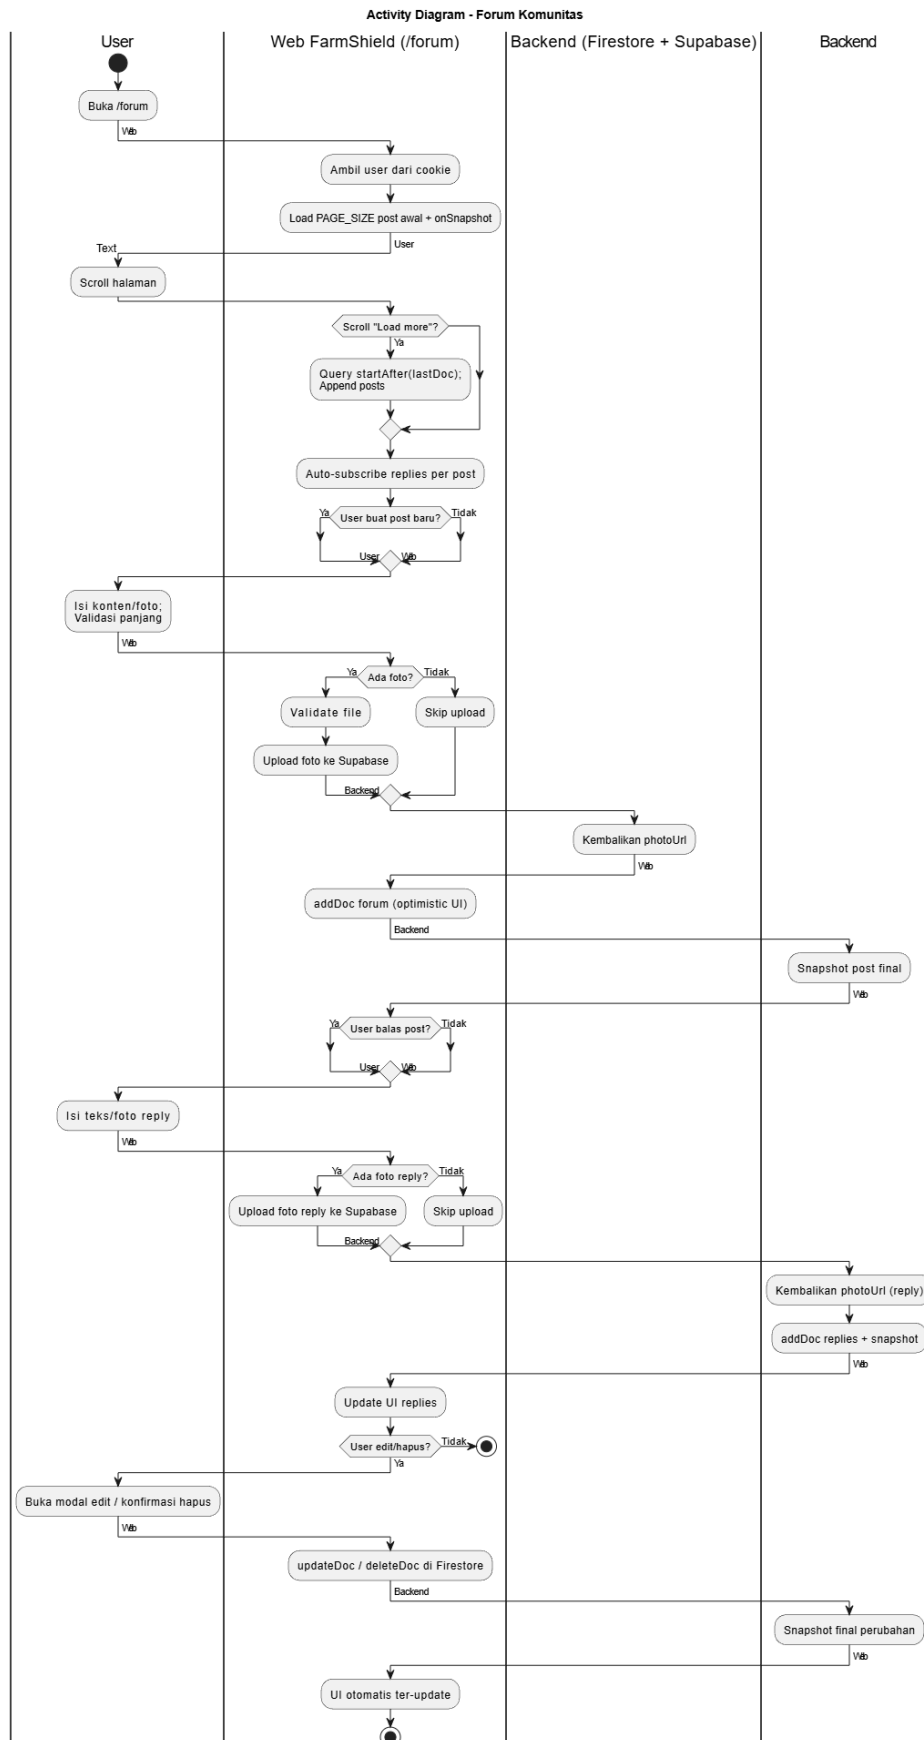 Activity Diagram - Forum Komunitas
User
Web FarmShield (/forum)
Backend (Firestore + Supabase)
Backend
Buka /forum
Web
Ambil user dari cookie
Load PAGE_SIZE post awal + onSnapshot
User
Text
Scroll halaman
Scroll "Load more"?
Ya
Query startAfter(lastDoc);
Append posts
Auto-subscribe replies per post
Ya
User buat post baru?
Tidak
User
Web
Isi konten/foto;
Validasi panjang
Web
Ya
Ada foto?
Tidak
Validate file
Skip upload
Upload foto ke Supabase
Backend
Kembalikan photoUrl
Web
addDoc forum (optimistic UI)
Backend
Snapshot post final
Web
Ya
User balas post?
Tidak
User
Web
Isi teks/foto reply
Web
Ya
Ada foto reply?
Tidak
Upload foto reply ke Supabase
Skip upload
Backend
Kembalikan photoUrl (reply)
addDoc replies + snapshot
Web
Update UI replies
User edit/hapus?
Tidak
Ya
Buka modal edit / konfirmasi hapus
Web
updateDoc / deleteDoc di Firestore
Backend
Snapshot final perubahan
Web
UI otomatis ter-update